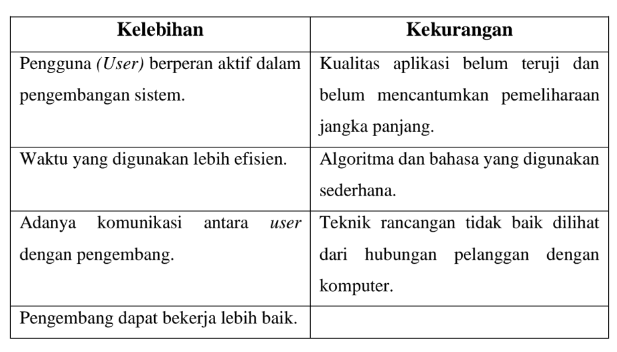 Kelebihan
Kekurangan
Pengguna (User) berperan aktif dalam
pengembangan sistem.
Kualitas aplikasi belum teruji dan
belum mencantumkan pemeliharaan
jangka panjang.
Waktu yang digunakan lebih efisien.
Algoritma dan bahasa yang digunakan
sederhana.
Adanya komunikasi antara user
dengan pengembang.
Teknik rancangan tidak baik dilihat
dari hubungan pelanggan dengan
komputer.
Pengembang dapat bekerja lebih baik.